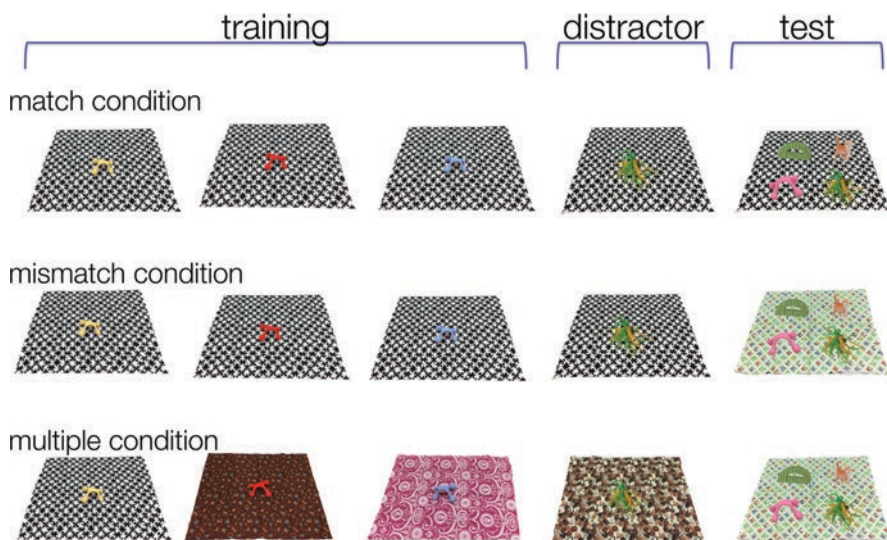 training distractor test
match condition
mismatch condition
multiple condition